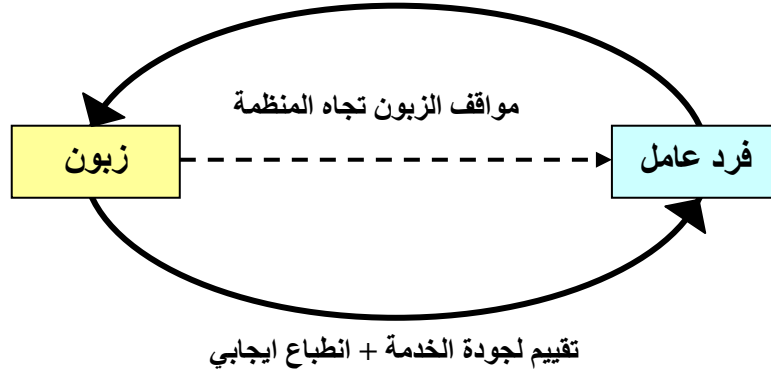 مواقف الزبون تجاه المنظمة
فرد عامل
زبون
تقييم لجودة الخدمة + انطباع ايجابي